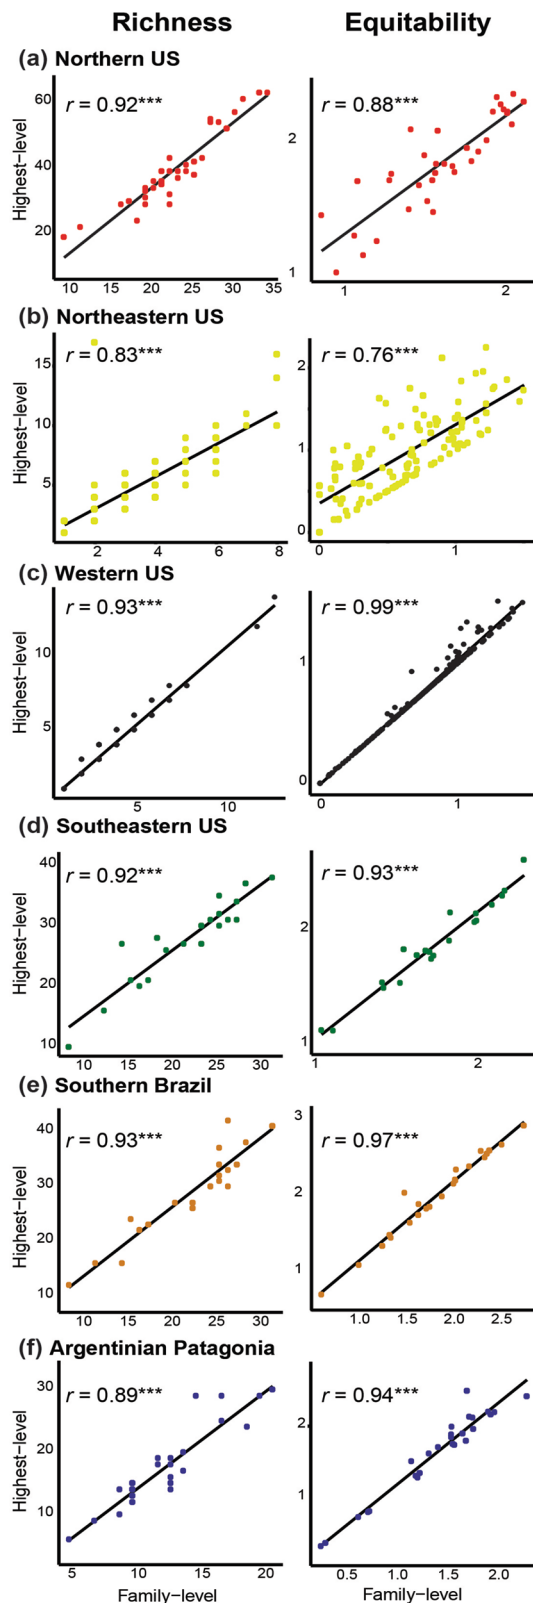 Richness Equitability
(a) Northern US
r = 0.92*** r = 0.88***
Highest−level
60
40
20
2
1
10 15 20 25 30 35 1 2
(b) Northeastern US
r = 0.83*** r = 0.76***
Highest−level
15
10
5
2
1
0
2 4 6 8 0 1
(c) Western US
r = 0.93*** r = 0.99***
Highest−level
10
5
1
0
5 10 0 1
(d) Southeastern US
r = 0.92*** r = 0.93***
Highest−level
40
30
20
10
2
1
10 15 20 25 30 1 2
(e) Southern Brazil
r = 0.93*** r = 0.97***
Highest−level
40
30
20
10
3
2
1
10 15 20 25 30 1.0 1.5 2.0 2.5
(f) Argentinian Patagonia
r = 0.89*** r = 0.94***
Highest−level
30
20
10
2
1
5 10 15 20 0.5 1.0 1.5 2.0
Family−level Family−level